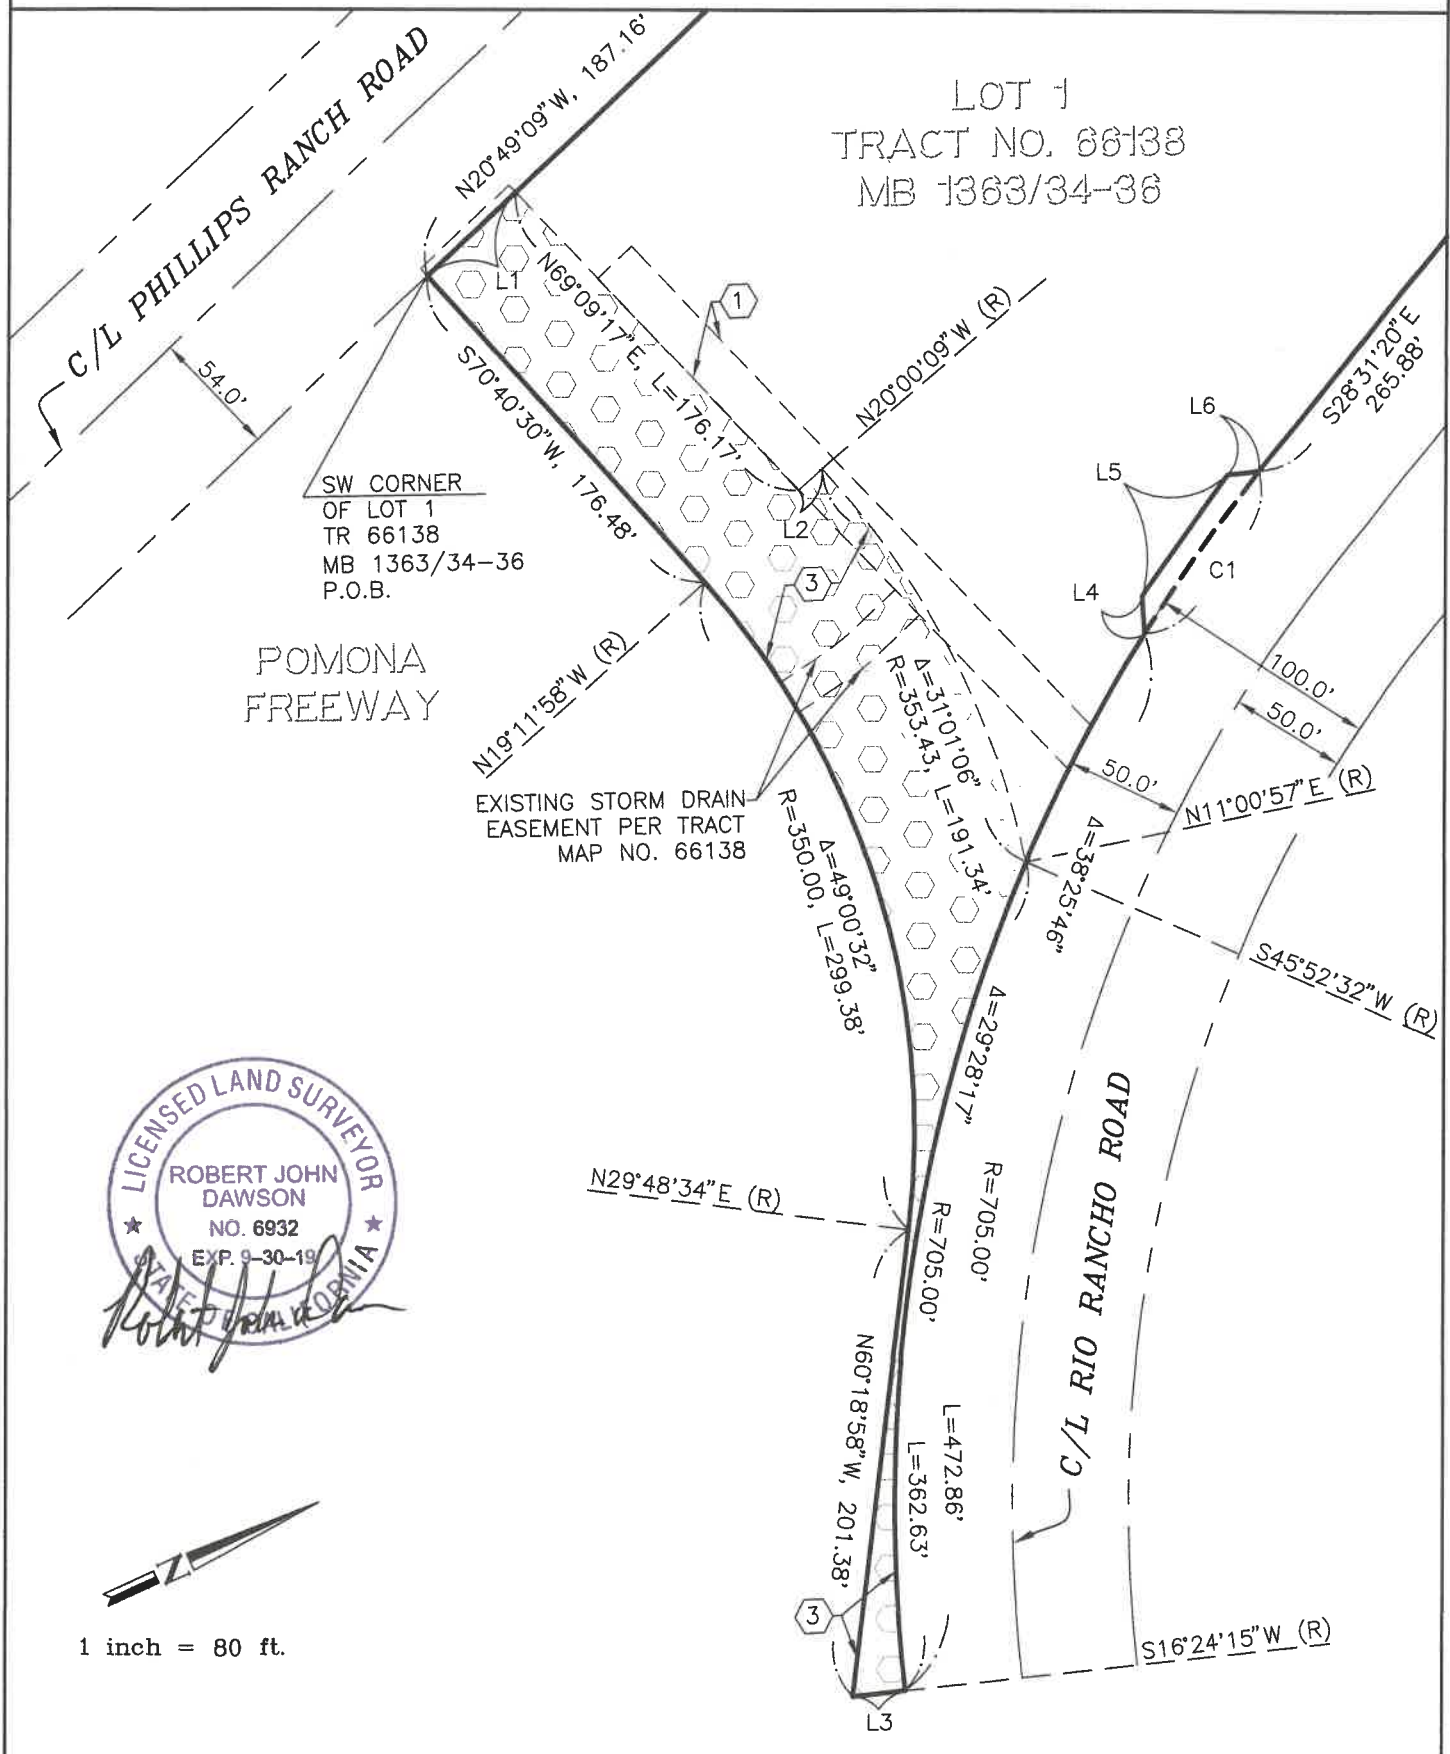 C/L PHILLIPS RANCH ROAD
N20°49'09"W, 187.16'
LOT 1
TRACT NO. 66138
MB 1363/34-36
54.0'
L1
N69°09'17"E, L=176.17'
1
N20°00'09"W (R)
S28°31'20"E
265.88'
L6
L5
S70°40'30"W, 176.48'
SW CORNER
OF LOT 1
TR 66138
MB 1363/34-36
P.O.B.
L2
3
C1
L4
POMONA
FREEWAY
N19°11'58"W (R)
100.0'
50.0'
50.0'
Δ=31°01'06"
R=353.43, L=191.34'
N11°00'57"E (R)
EXISTING STORM DRAIN
EASEMENT PER TRACT
MAP NO. 66138
Δ=49°00'32"
R=350.00, L=299.38'
Δ=38°25'46"
S45°52'32"W (R)
Δ=29°28'17"
LICENSED LAND SURVEYOR
ROBERT JOHN
DAWSON
NO. 6932
EXP. 9-30-19
STATE OF CALIFORNIA
N29°48'34"E (R)
R=705.00'
R=705.00'
C/L RIO RANCHO ROAD
N60°18'58"W, 201.38'
L=472.86'
L=362.63'
N
3
1 inch = 80 ft.
S16°24'15"W (R)
L3